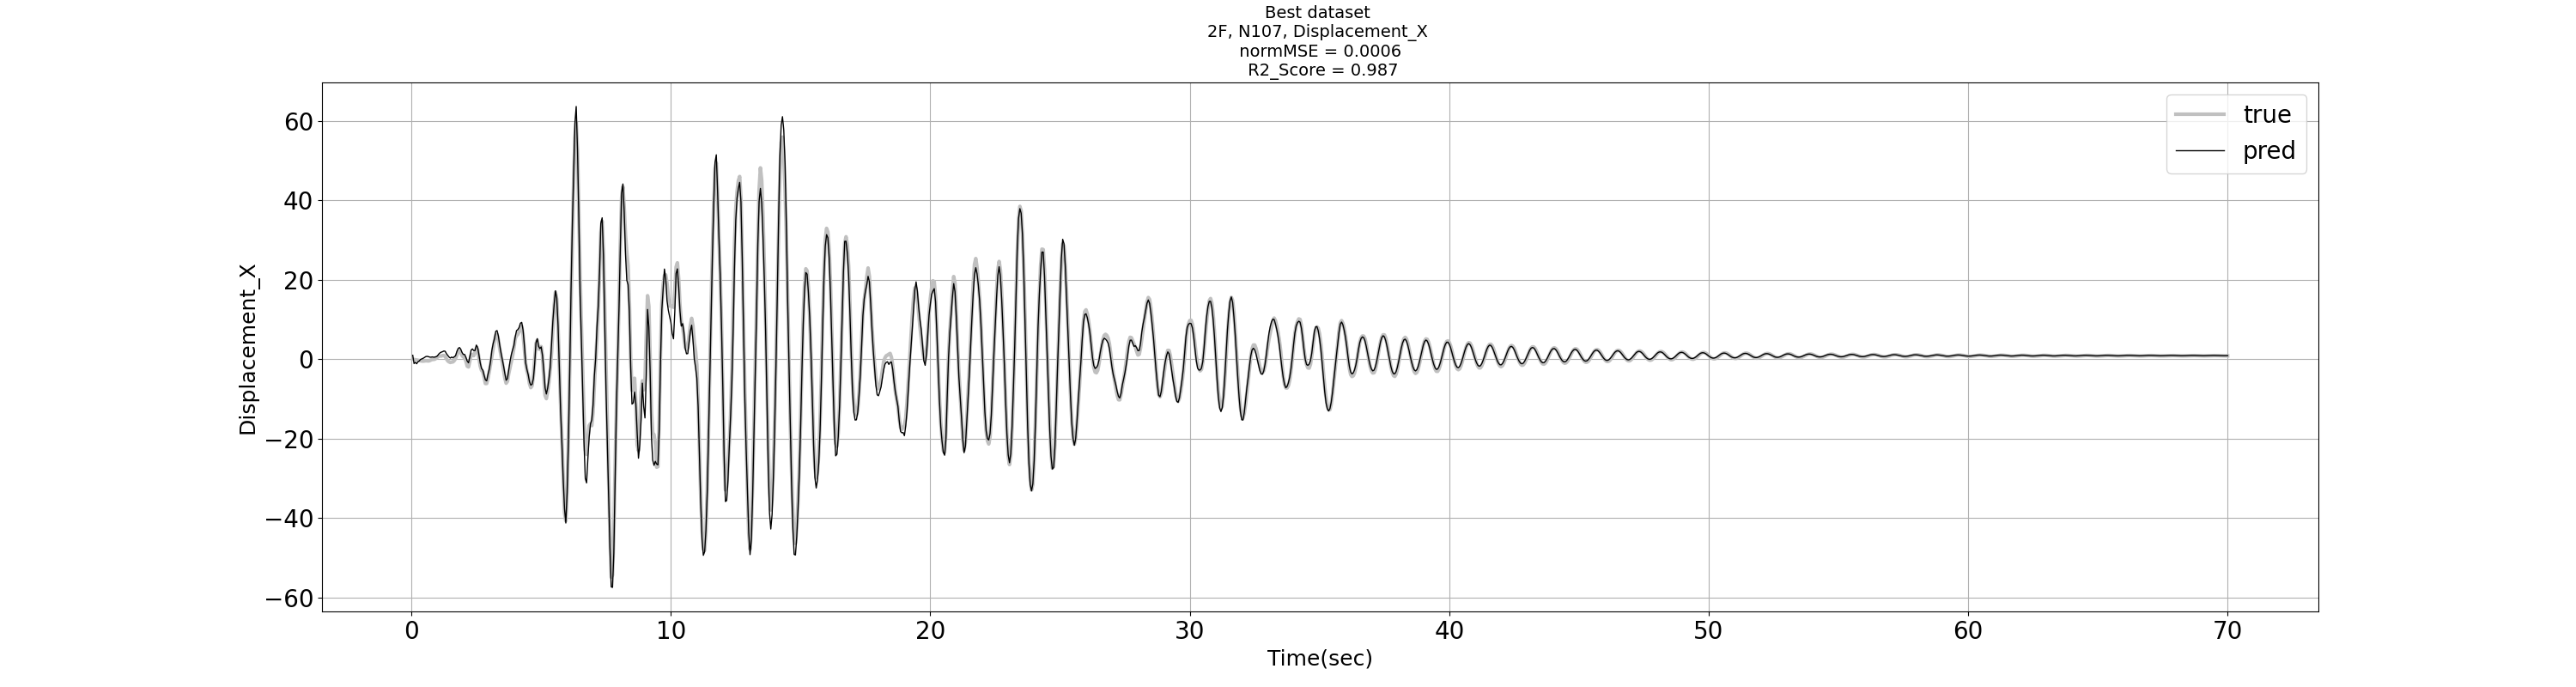 Best dataset
2F, N107, Displacement_X
normMSE = 0.0006
R2_Score = 0.987
true
pred
60
40
20
0
−20
−40
−60
Displacement_X
0 10 20 30 40 50 60 70
Time(sec)